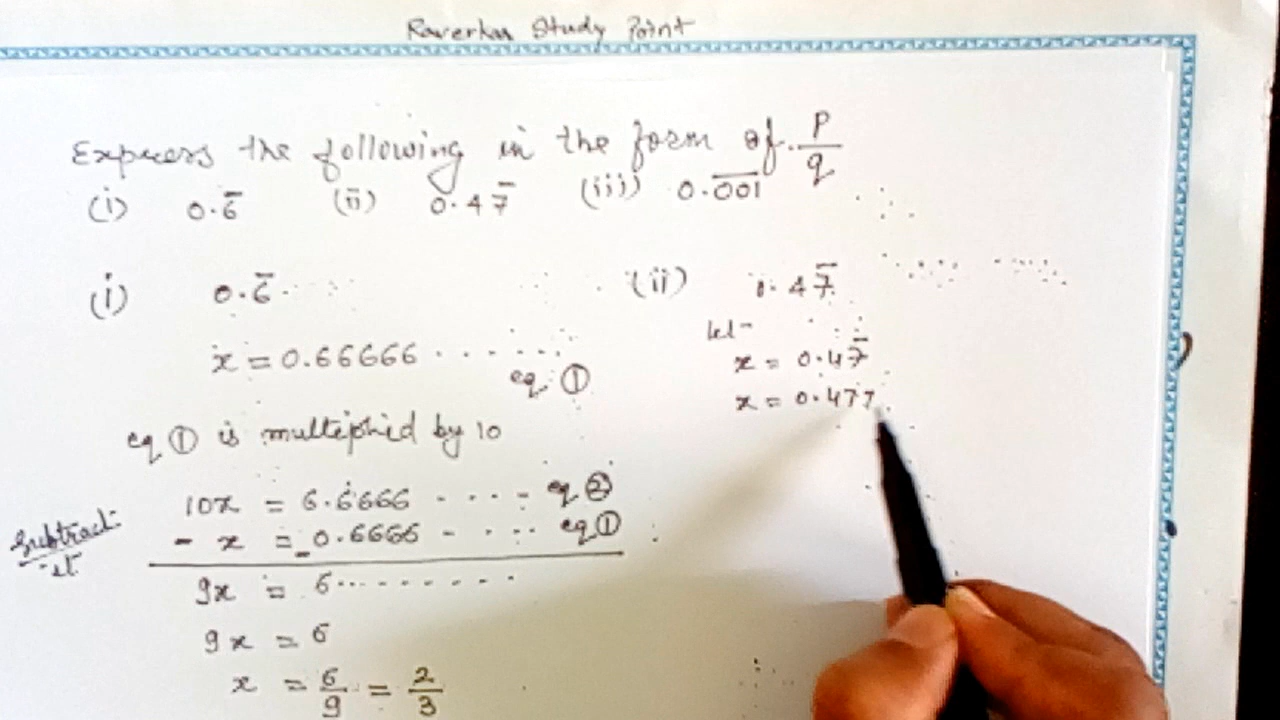 Raverkar Study Point
Express the following in the form of p/q
(i) 0.6̅ (ii) 0.47̅ (iii) 0.0̅0̅1̅
(i) 0.6̅
x = 0.66666 . . . . . .
eq ①
eq ① is multiplied by 10
10x = 6.6666 - . . . - eq ②
Subtract it
- x = - 0.6666 - . . . . eq ①
9x = 6 . . . . . . . . .
9x = 6
x = 6/9 = 2/3
(ii) 0.47̅
let
x = 0.47̅
x = 0.477